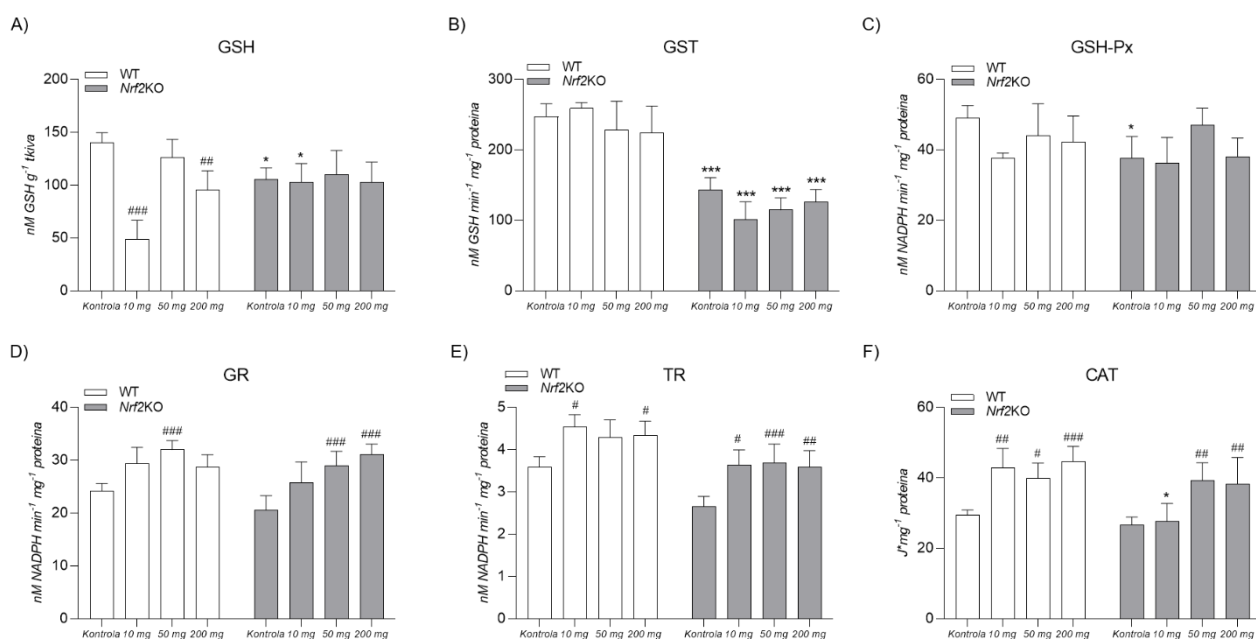 A)
GSH
WT
Nrf2KO
nM GSH g⁻¹ tkiva
200
150
100
50
0
###
##
*
*
Kontrola 10 mg 50 mg 200 mg Kontrola 10 mg 50 mg 200 mg
B)
GST
WT
Nrf2KO
nM GSH min⁻¹ mg⁻¹ proteina
300
200
100
0
***
***
***
***
Kontrola 10 mg 50 mg 200 mg Kontrola 10 mg 50 mg 200 mg
C)
GSH-Px
WT
Nrf2KO
nM NADPH min⁻¹ mg⁻¹ proteina
60
40
20
0
*
Kontrola 10 mg 50 mg 200 mg Kontrola 10 mg 50 mg 200 mg
D)
GR
WT
Nrf2KO
nM NADPH min⁻¹ mg⁻¹ proteina
40
30
20
10
0
###
###
###
Kontrola 10 mg 50 mg 200 mg Kontrola 10 mg 50 mg 200 mg
E)
TR
WT
Nrf2KO
nM NADPH min⁻¹ mg⁻¹ proteina
5
4
3
2
1
0
#
#
#
###
##
Kontrola 10 mg 50 mg 200 mg Kontrola 10 mg 50 mg 200 mg
F)
CAT
WT
Nrf2KO
J*mg⁻¹ proteina
60
40
20
0
##
#
###
*
##
##
Kontrola 10 mg 50 mg 200 mg Kontrola 10 mg 50 mg 200 mg